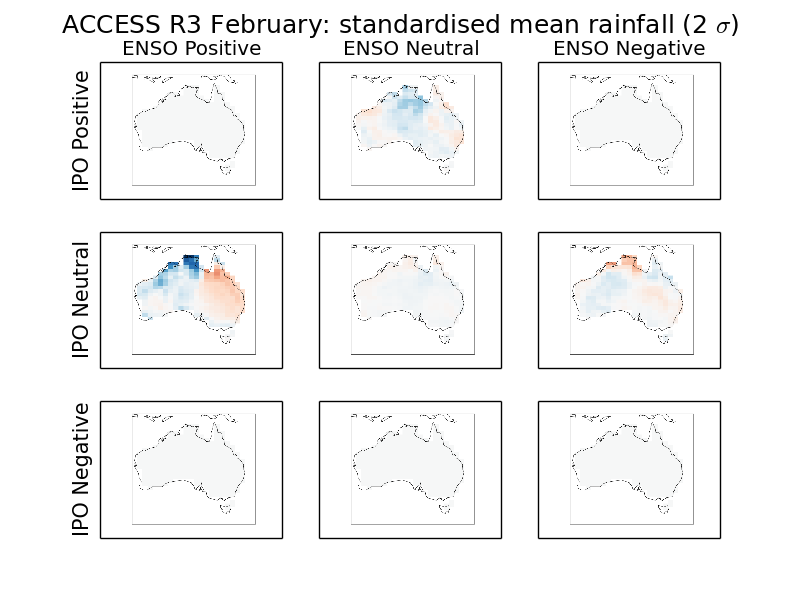 ACCESS R3 February: standardised mean rainfall (2 σ)
ENSO Positive
ENSO Neutral
ENSO Negative
IPO Positive
IPO Neutral
IPO Negative